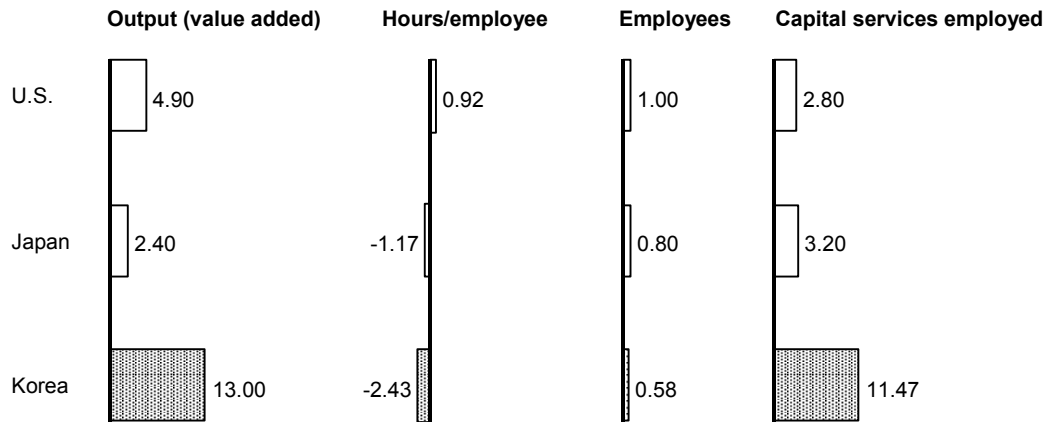 Output (value added) Hours/employee Employees Capital services employed
U.S. 4.90 0.92 1.00 2.80
Japan 2.40 -1.17 0.80 3.20
Korea 13.00 -2.43 0.58 11.47